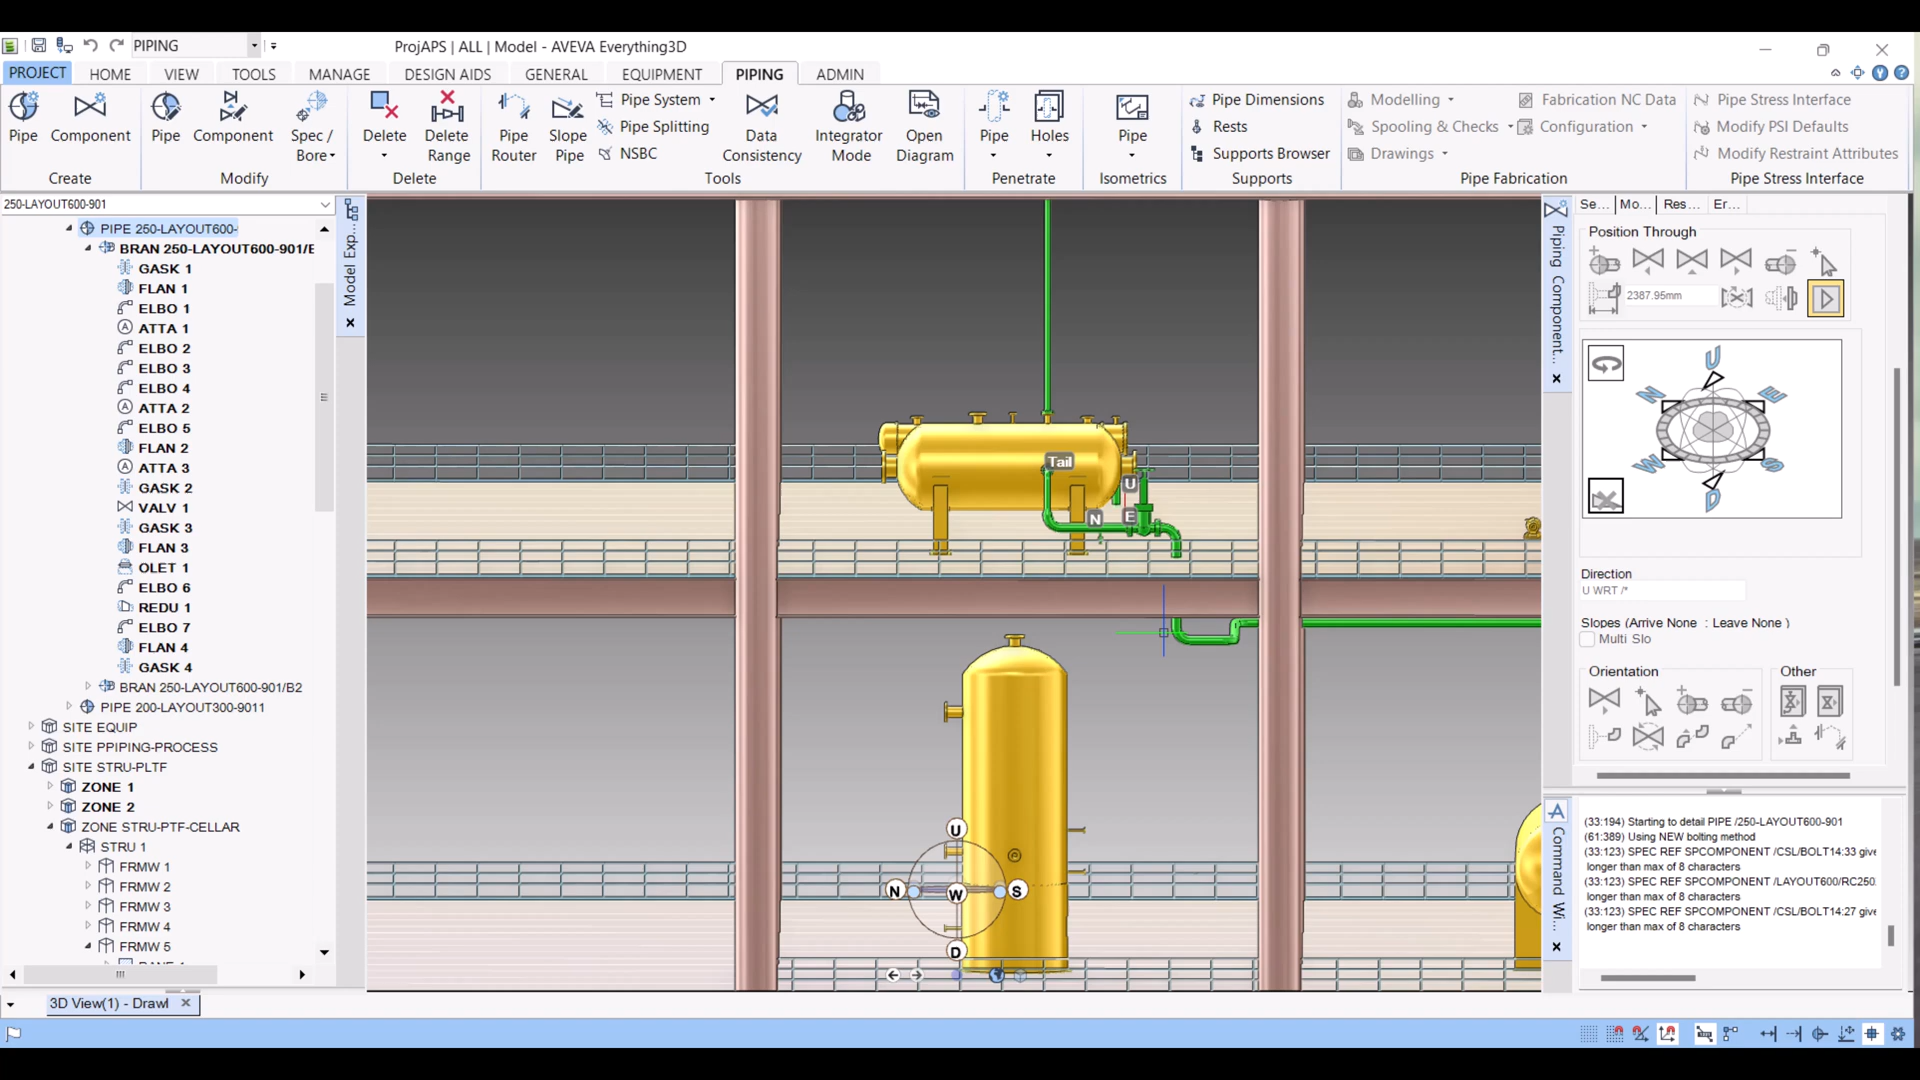 PIPING
ProjAPS | ALL | Model - AVEVA Everything3D
PROJECT HOME VIEW TOOLS MANAGE DESIGN AIDS GENERAL EQUIPMENT PIPING ADMIN
Pipe
Component
Create
Pipe
Component
Spec /
Bore
Modify
Delete
Delete
Range
Delete
Pipe
Router
Slope
Pipe
Pipe System
Pipe Splitting
NSBC
Data
Consistency
Integrator
Mode
Open
Diagram
Tools
Pipe
Holes
Penetrate
Pipe
Isometrics
Pipe Dimensions
Rests
Supports Browser
Supports
Modelling
Spooling & Checks
Drawings
Fabrication NC Data
Configuration
Pipe Fabrication
Pipe Stress Interface
Modify PSI Defaults
Modify Restraint Attributes
Pipe Stress Interface
250-LAYOUT600-901
PIPE 250-LAYOUT600-
BRAN 250-LAYOUT600-901/E
GASK 1
FLAN 1
ELBO 1
ATTA 1
ELBO 2
ELBO 3
ELBO 4
ATTA 2
ELBO 5
FLAN 2
ATTA 3
GASK 2
VALV 1
GASK 3
FLAN 3
OLET 1
ELBO 6
REDU 1
ELBO 7
FLAN 4
GASK 4
BRAN 250-LAYOUT600-901/B2
PIPE 200-LAYOUT300-9011
SITE EQUIP
SITE PPIPING-PROCESS
SITE STRU-PLTF
ZONE 1
ZONE 2
ZONE STRU-PTF-CELLAR
STRU 1
FRMW 1
FRMW 2
FRMW 3
FRMW 4
FRMW 5
Model Exp...
3D View(1) - Drawl
Tail
U
N
E
U
N
W
S
D
Piping Component...
Se... Mo... Res... Er...
Position Through
2387.95mm
U
N
E
W
S
D
Direction
U WRT /*
Slopes (Arrive None : Leave None )
Multi Slo
Orientation
Other
Command Wi...
(33:194) Starting to detail PIPE /250-LAYOUT600-901
(61:389) Using NEW bolting method
(33:123) SPEC REF SPCOMPONENT /CSL/BOLT14:33 give
longer than max of 8 characters
(33:123) SPEC REF SPCOMPONENT /LAYOUT600/RC250.
longer than max of 8 characters
(33:123) SPEC REF SPCOMPONENT /CSL/BOLT14:27 give
longer than max of 8 characters